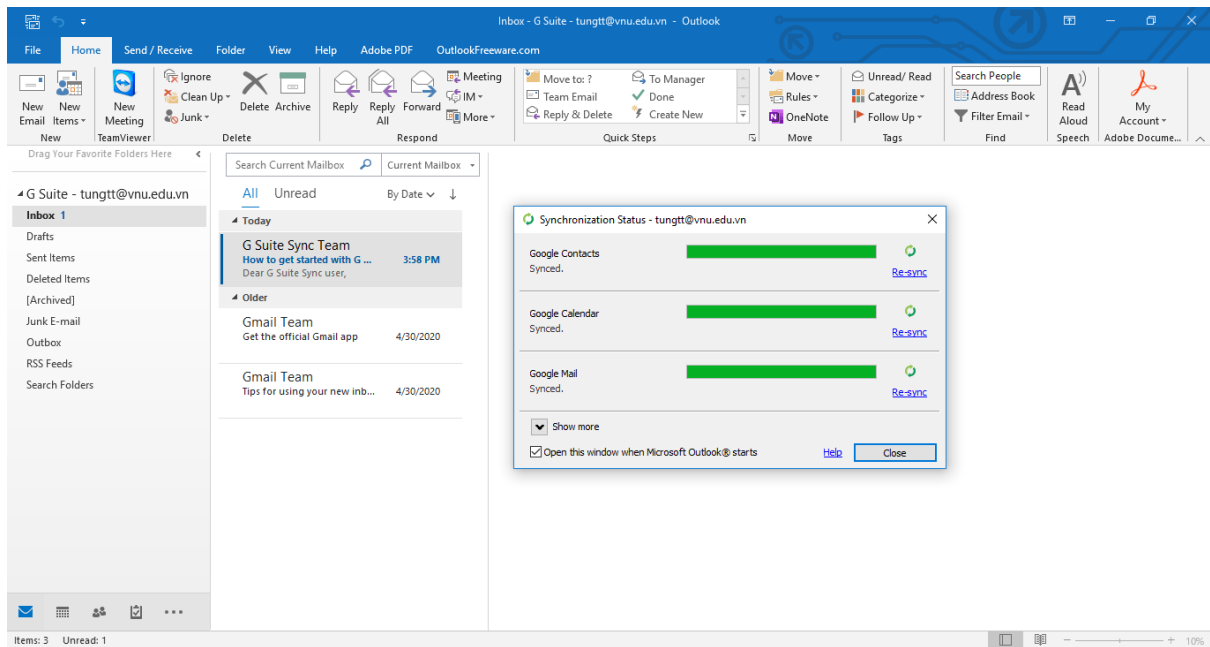 Inbox - G Suite - tungtt@vnu.edu.vn - Outlook
File Home Send / Receive Folder View Help Adobe PDF OutlookFreeware.com
New Email
New Items
New Meeting
TeamViewer
New
Ignore
Clean Up
Junk
Delete Archive
Delete
Reply
Reply All
Forward
Meeting
IM
More
Respond
Move to: ?
Team Email
Reply & Delete
To Manager
Done
Create New
Quick Steps
Move
Rules
OneNote
Move
Unread/ Read
Categorize
Follow Up
Tags
Search People
Address Book
Filter Email
Find
A))
Read Aloud
Speech
My Account
Adobe Docume...
Drag Your Favorite Folders Here
G Suite - tungtt@vnu.edu.vn
Inbox 1
Drafts
Sent Items
Deleted Items
[Archived]
Junk E-mail
Outbox
RSS Feeds
Search Folders
Search Current Mailbox Current Mailbox
All Unread By Date
Today
G Suite Sync Team
How to get started with G ... 3:58 PM
Dear G Suite Sync user,
Older
Gmail Team
Get the official Gmail app 4/30/2020
Gmail Team
Tips for using your new inb... 4/30/2020
Synchronization Status - tungtt@vnu.edu.vn
Google Contacts
Synced.
Re-sync
Google Calendar
Synced.
Re-sync
Google Mail
Synced.
Re-sync
Show more
Open this window when Microsoft Outlook® starts Help Close
Items: 3 Unread: 1
10%